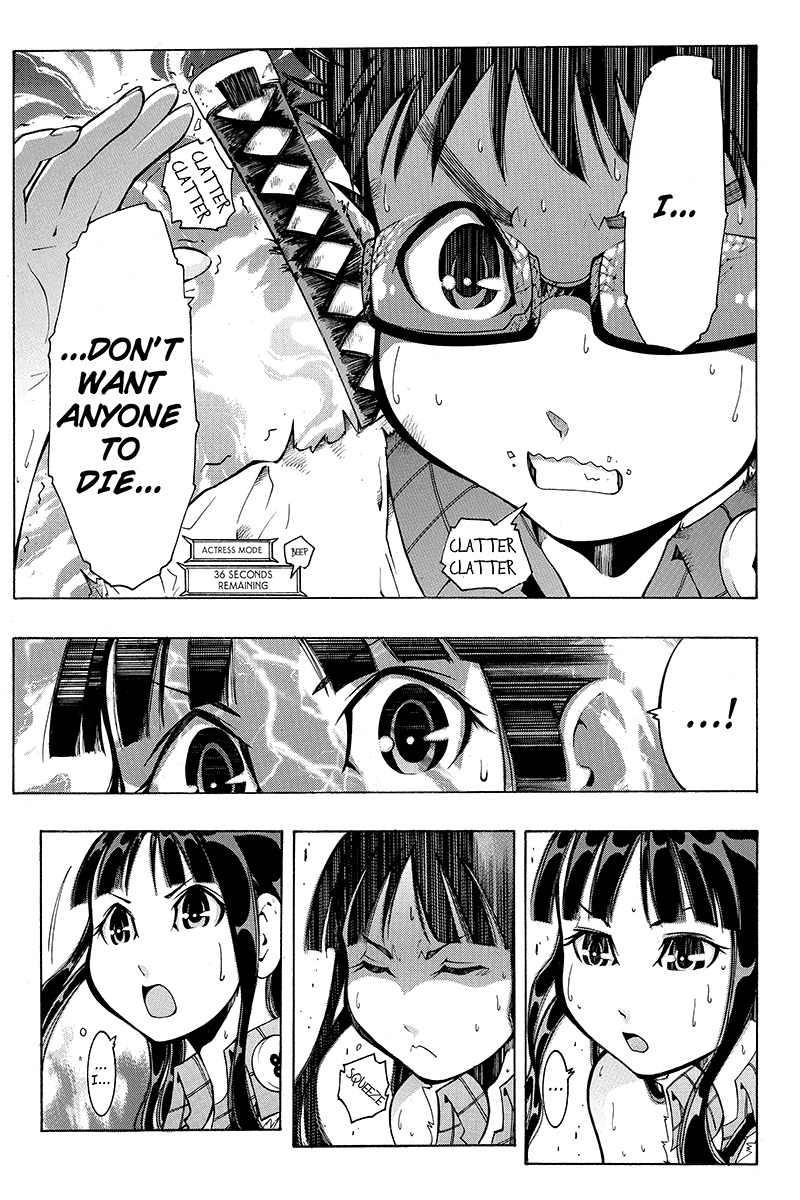 I...
...DON'T
WANT
ANYONE
TO
DIE...
CLATTER
CLATTER
CLATTER
CLATTER
ACTRESS MODE
BEEP
36 SECONDS
REMAINING
...!
...
SQUEEZE
...
I...